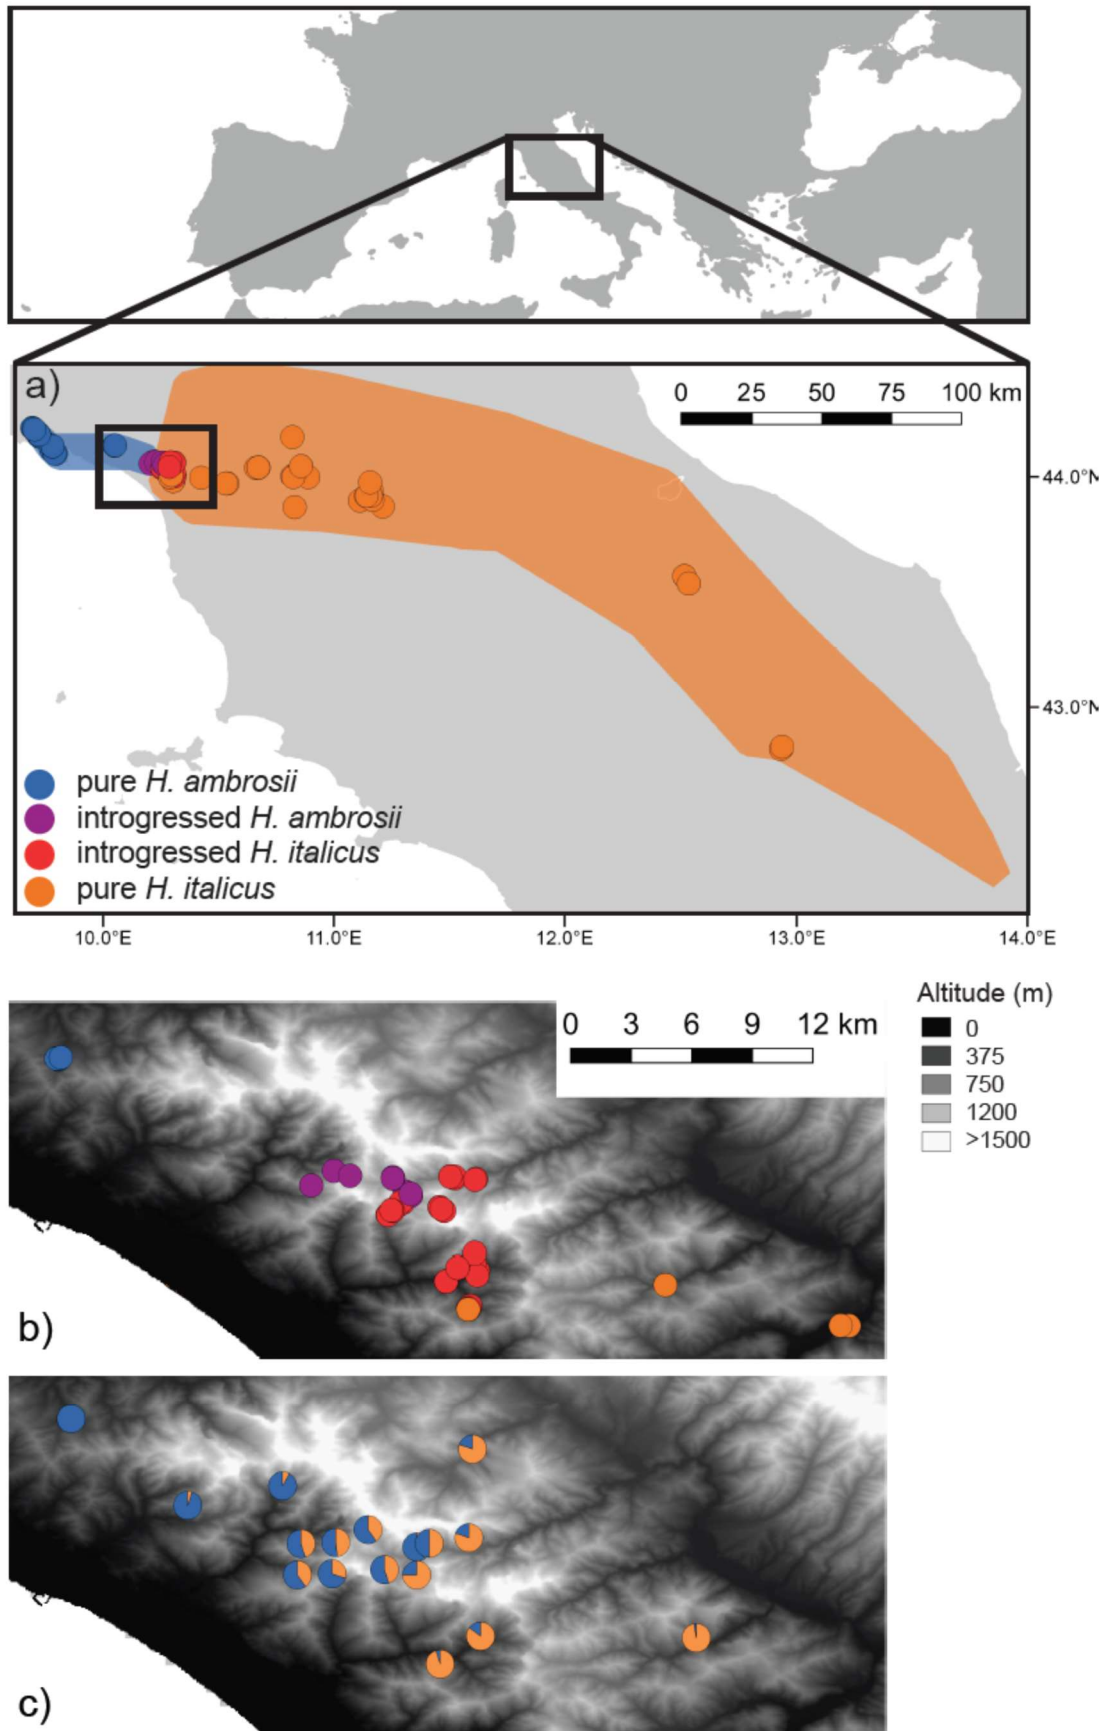 a)
0 25 50 75 100 km
44.0°N
43.0°N
pure H. ambrosii
introgressed H. ambrosii
introgressed H. italicus
pure H. italicus
10.0°E 11.0°E 12.0°E 13.0°E 14.0°E
Altitude (m)
0
375
750
1200
>1500
0 3 6 9 12 km
b)
c)